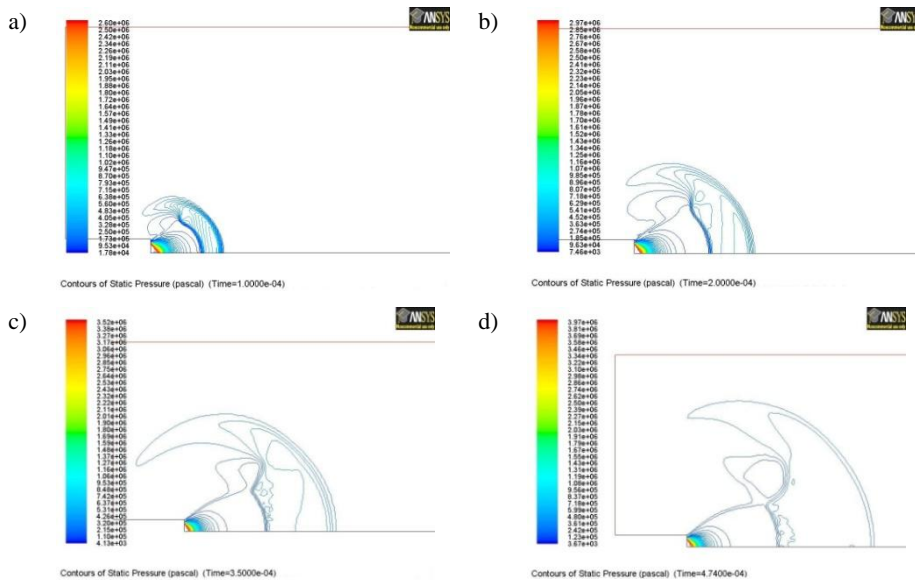 a)
ANSYS
Noncommercial use only
2.60e+06
2.50e+06
2.42e+06
2.34e+06
2.26e+06
2.19e+06
2.11e+06
2.03e+06
1.95e+06
1.88e+06
1.80e+06
1.72e+06
1.64e+06
1.57e+06
1.49e+06
1.41e+06
1.33e+06
1.26e+06
1.18e+06
1.10e+06
1.02e+06
9.47e+05
8.70e+05
7.93e+05
7.15e+05
6.38e+05
5.60e+05
4.83e+05
4.05e+05
3.28e+05
2.50e+05
1.73e+05
9.53e+04
1.78e+04
Contours of Static Pressure (pascal) (Time=1.0000e-04)
b)
ANSYS
Noncommercial use only
2.97e+06
2.85e+06
2.76e+06
2.67e+06
2.58e+06
2.50e+06
2.41e+06
2.32e+06
2.23e+06
2.14e+06
2.05e+06
1.96e+06
1.87e+06
1.78e+06
1.70e+06
1.61e+06
1.52e+06
1.43e+06
1.34e+06
1.25e+06
1.16e+06
1.07e+06
9.85e+05
8.96e+05
8.07e+05
7.18e+05
6.29e+05
5.41e+05
4.52e+05
3.63e+05
2.74e+05
1.85e+05
9.63e+04
7.46e+03
Contours of Static Pressure (pascal) (Time=2.0000e-04)
c)
ANSYS
Noncommercial use only
3.52e+06
3.38e+06
3.27e+06
3.17e+06
3.06e+06
2.96e+06
2.85e+06
2.75e+06
2.64e+06
2.53e+06
2.43e+06
2.32e+06
2.22e+06
2.11e+06
2.01e+06
1.90e+06
1.80e+06
1.69e+06
1.59e+06
1.48e+06
1.37e+06
1.27e+06
1.16e+06
1.06e+06
9.53e+05
8.48e+05
7.42e+05
6.37e+05
5.31e+05
4.26e+05
3.20e+05
2.15e+05
1.10e+05
4.13e+03
Contours of Static Pressure (pascal) (Time=3.5000e-04)
d)
ANSYS
Noncommercial use only
3.97e+06
3.81e+06
3.69e+06
3.58e+06
3.46e+06
3.34e+06
3.22e+06
3.10e+06
2.98e+06
2.86e+06
2.74e+06
2.62e+06
2.50e+06
2.39e+06
2.27e+06
2.15e+06
2.03e+06
1.91e+06
1.79e+06
1.67e+06
1.55e+06
1.43e+06
1.31e+06
1.19e+06
1.08e+06
9.56e+05
8.37e+05
7.18e+05
5.99e+05
4.80e+05
3.61e+05
2.42e+05
1.23e+05
3.67e+03
Contours of Static Pressure (pascal) (Time=4.7400e-04)